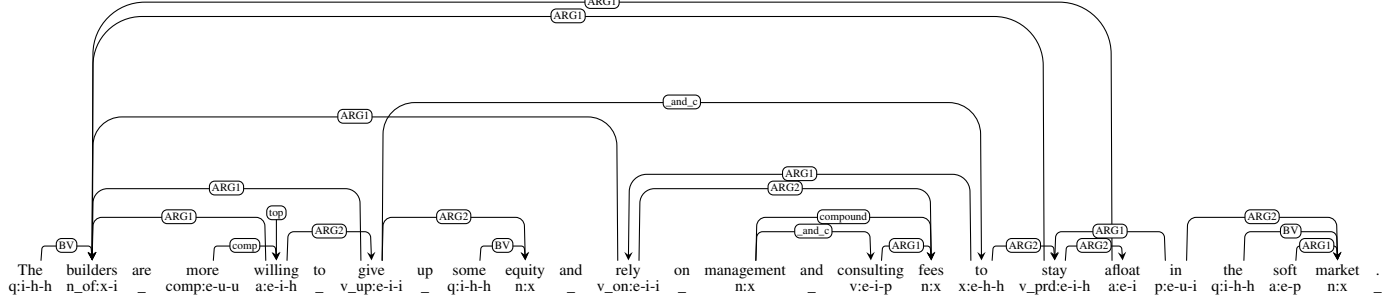 ARG1
ARG1
_and_c
ARG1
ARG1
ARG1 ARG2
ARG1 top ARG2 compound ARG2
ARG2 _and_c ARG1 BV
BV comp BV ARG1 ARG2 ARG2 ARG1
The builders are more willing to give up some equity and rely on management and consulting fees to stay afloat in the soft market .
q:i-h-h n_of:x-i _ comp:e-u-u a:e-i-h _ v_up:e-i-i _ q:i-h-h n:x _ v_on:e-i-i _ n:x _ v:e-i-p n:x x:e-h-h v_prd:e-i-h a:e-i p:e-u-i q:i-h-h a:e-p n:x _